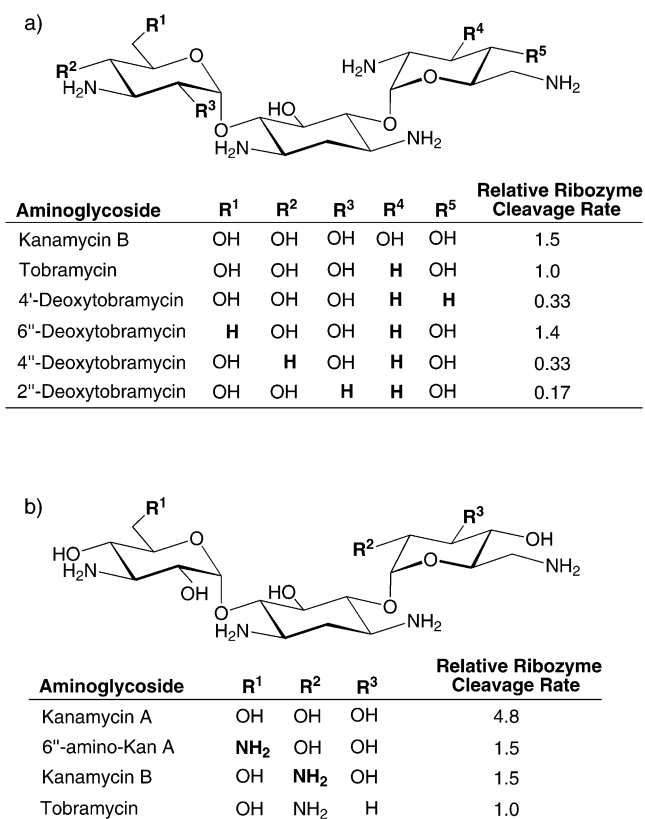 a)
R¹
R²
H₂N
R³
O
O
HO
H₂N
NH₂
O
H₂N
R⁴
R⁵
O
NH₂
Aminoglycoside R¹ R² R³ R⁴ R⁵ Relative Ribozyme Cleavage Rate
Kanamycin B OH OH OH OH OH 1.5
Tobramycin OH OH OH H OH 1.0
4'-Deoxytobramycin OH OH OH H H 0.33
6"-Deoxytobramycin H OH OH H OH 1.4
4"-Deoxytobramycin OH H OH H OH 0.33
2"-Deoxytobramycin OH OH H H OH 0.17
b)
R¹
HO
H₂N
O
OH
O
HO
H₂N
NH₂
O
R²
R³
OH
O
NH₂
Aminoglycoside R¹ R² R³ Relative Ribozyme Cleavage Rate
Kanamycin A OH OH OH 4.8
6"-amino-Kan A NH₂ OH OH 1.5
Kanamycin B OH NH₂ OH 1.5
Tobramycin OH NH₂ H 1.0